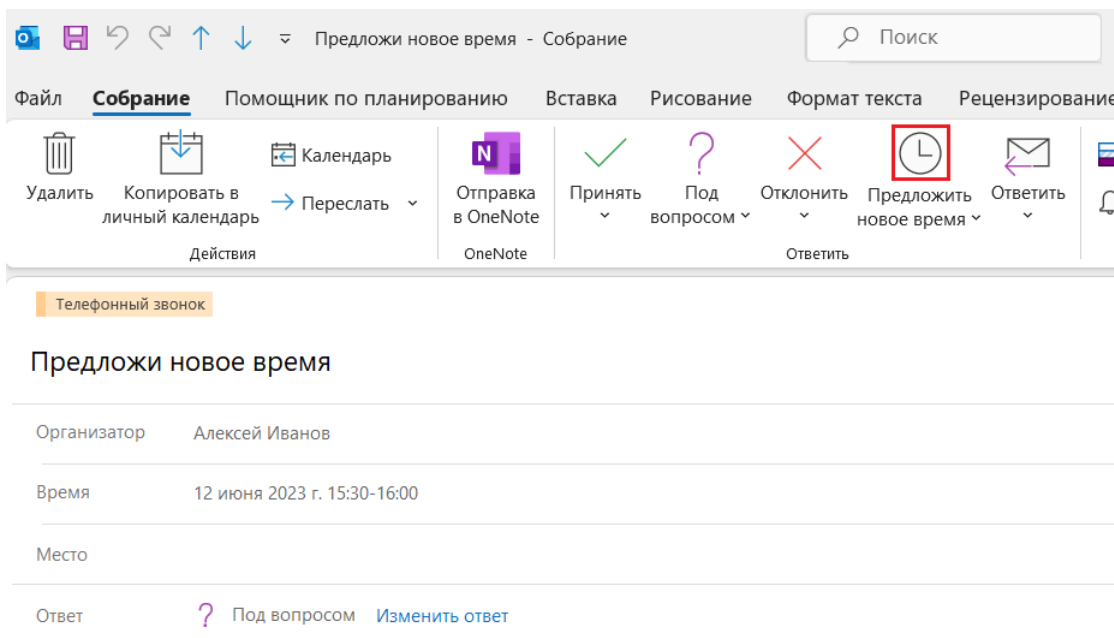 Предложи новое время - Собрание
Поиск
Файл Собрание Помощник по планированию Вставка Рисование Формат текста Рецензирование
Удалить
Копировать в
личный календарь
Календарь
Переслать
Действия
Отправка
в OneNote
OneNote
Принять
Под
вопросом
Отклонить
Предложить
новое время
Ответить
Ответить
Телефонный звонок
Предложи новое время
Организатор Алексей Иванов
Время 12 июня 2023 г. 15:30-16:00
Место
Ответ Под вопросом Изменить ответ